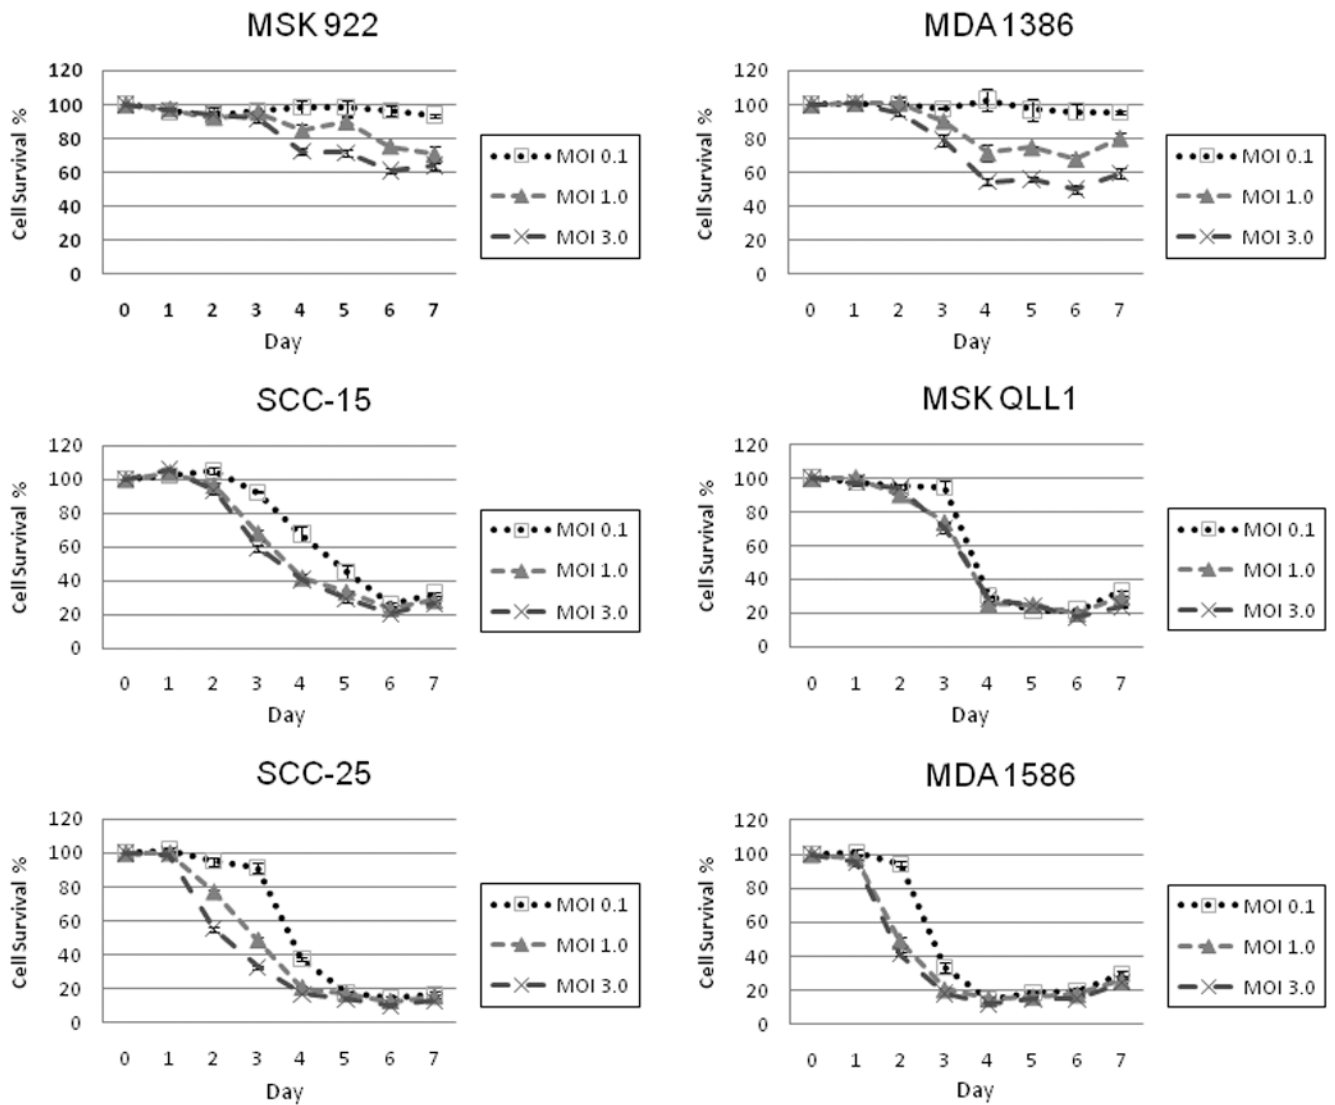 MSK 922
120
100
80
60
40
20
0
Cell Survival %
0 1 2 3 4 5 6 7
Day
MOI 0.1
MOI 1.0
MOI 3.0
MDA 1386
120
100
80
60
40
20
0
Cell Survival %
0 1 2 3 4 5 6 7
Day
MOI 0.1
MOI 1.0
MOI 3.0
SCC-15
120
100
80
60
40
20
0
Cell Survival %
0 1 2 3 4 5 6 7
Day
MOI 0.1
MOI 1.0
MOI 3.0
MSK QLL1
120
100
80
60
40
20
0
Cell Survival %
0 1 2 3 4 5 6 7
Day
MOI 0.1
MOI 1.0
MOI 3.0
SCC-25
120
100
80
60
40
20
0
Cell Survival %
0 1 2 3 4 5 6 7
Day
MOI 0.1
MOI 1.0
MOI 3.0
MDA 1586
120
100
80
60
40
20
0
Cell Survival %
0 1 2 3 4 5 6 7
Day
MOI 0.1
MOI 1.0
MOI 3.0